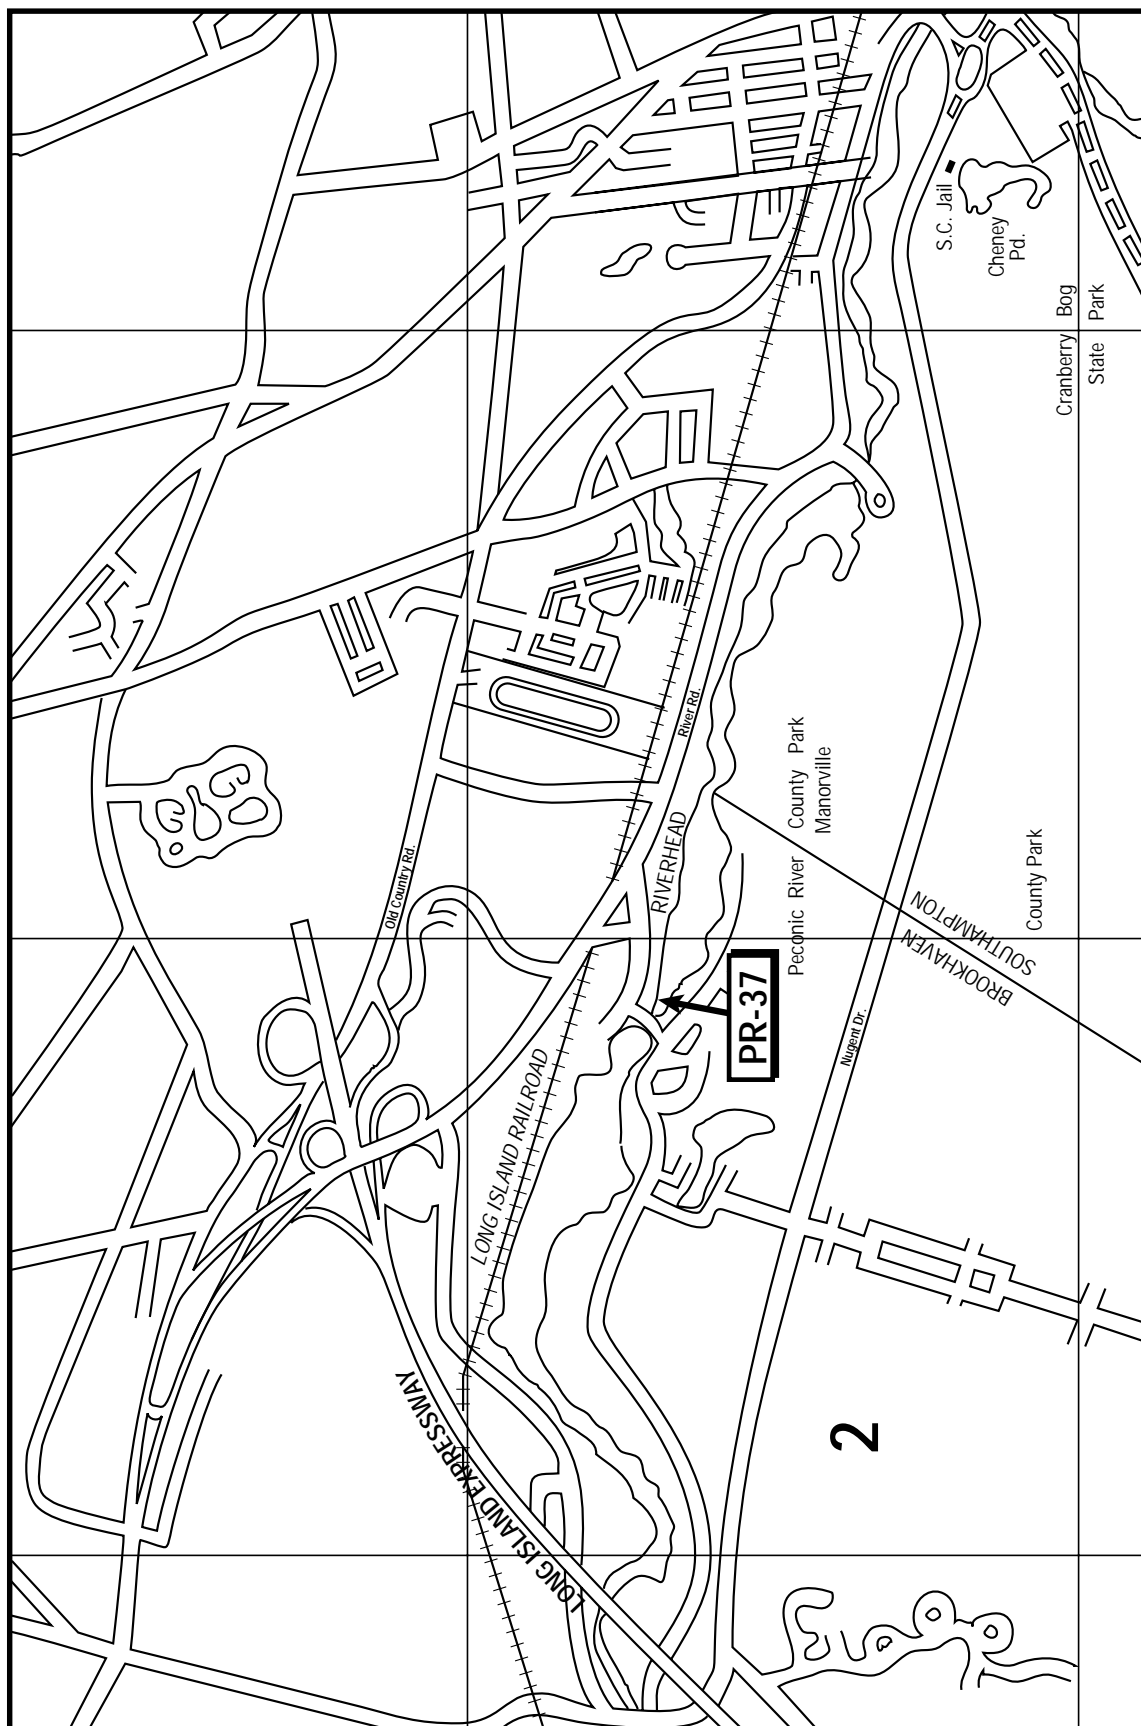 S.C. Jail
Cheney
Pd.
Cranberry Bog
State Park
River Rd.
RIVERHEAD
Peconic River County Park
Manorville
County Park
Old Country Rd.
SOUTHAMPTON
BROOKHAVEN
PR-37
Nugent Dr.
LONG ISLAND RAILROAD
LONG ISLAND EXPRESSWAY
2